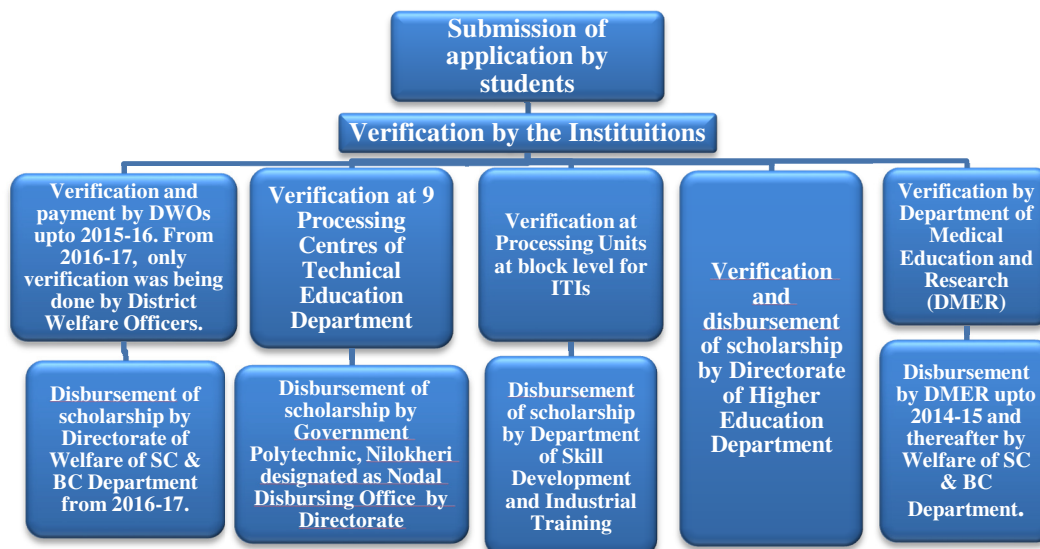 Submission of
application by
students
Verification by the Instituitions
Verification and
payment by DWOs
upto 2015-16. From
2016-17, only
verification was being
done by District
Welfare Officers.
Disbursement of
scholarship by
Directorate of
Welfare of SC &
BC Department
from 2016-17.
Verification at 9
Processing
Centres of
Technical
Education
Department
Disbursement of
scholarship by
Government
Polytechnic, Nilokheri
designated as Nodal
Disbursing Office by
Directorate
Verification at
Processing Units
at block level for
ITIs
Disbursement
of scholarship
by Department
of Skill
Development
and Industrial
Training
Verification
and
disbursement
of scholarship
by Directorate
of Higher
Education
Department
Verification by
Department of
Medical
Education and
Research
(DMER)
Disbursement
by DMER upto
2014-15 and
thereafter by
Welfare of SC
& BC
Department.